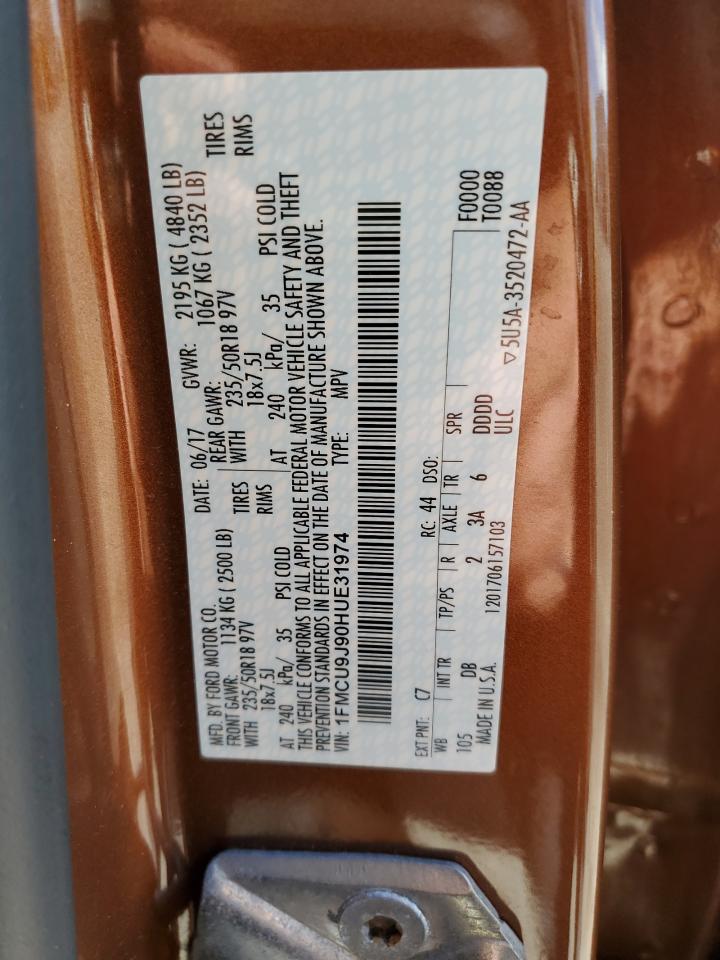 MFD. BY FORD MOTOR CO.
DATE: 06/17 GVWR: 2195 KG ( 4840 LB)
FRONT GAWR: 1134 KG ( 2500 LB) REAR GAWR: 1067 KG ( 2352 LB)
WITH 235/50R18 97V TIRES WITH 235/50R18 97V TIRES
18x7.5J RIMS 18x7.5J RIMS
AT 240 kPa/ 35 PSI COLD AT 240 kPa/ 35 PSI COLD
THIS VEHICLE CONFORMS TO ALL APPLICABLE FEDERAL MOTOR VEHICLE SAFETY AND THEFT
PREVENTION STANDARDS IN EFFECT ON THE DATE OF MANUFACTURE SHOWN ABOVE.
VIN: 1FMCU9J90HUE31974 TYPE: MPV
EXT PNT: C7 RC: 44 DSO:
WB INT TR TP/PS R AXLE TR SPR F0000
105 DB 2 3A 6 DDDD T0088
MADE IN U.S.A. 1201706157103 ULC ▽5U5A-3520472-AA